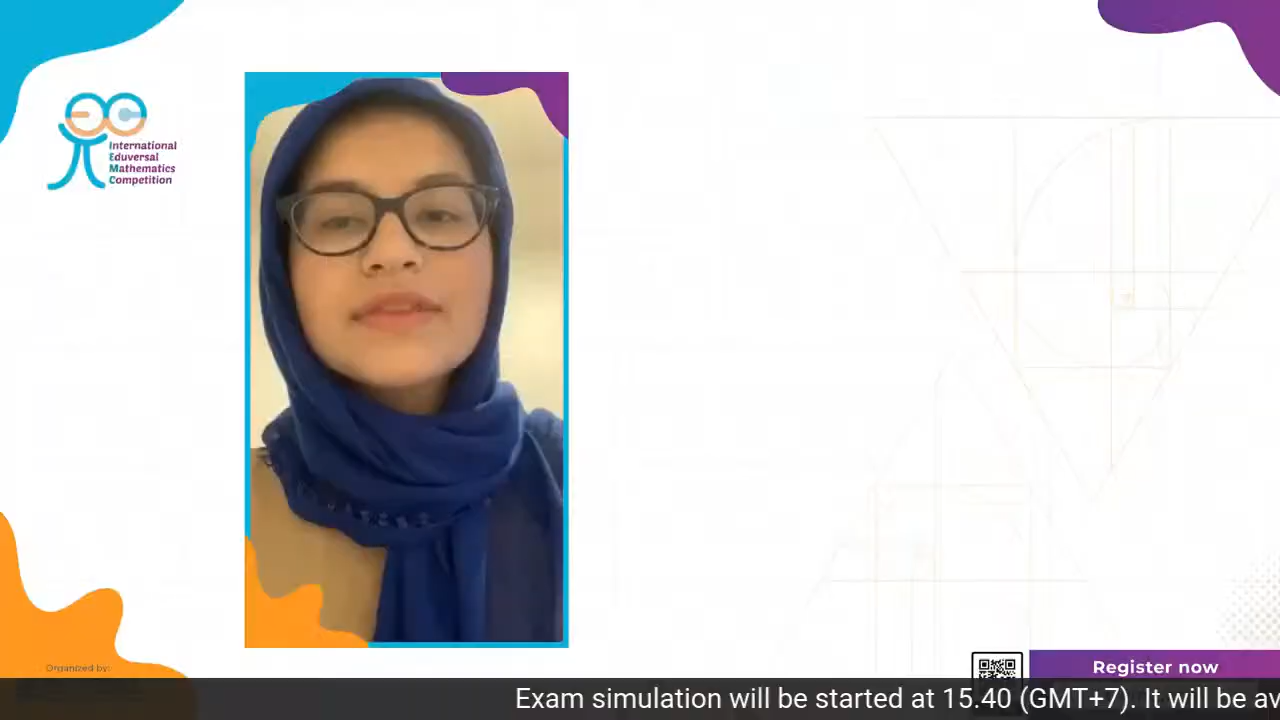 International
Eduversal
Mathematics
Competition
Organized by:
Register now
Exam simulation will be started at 15.40 (GMT+7). It will be av